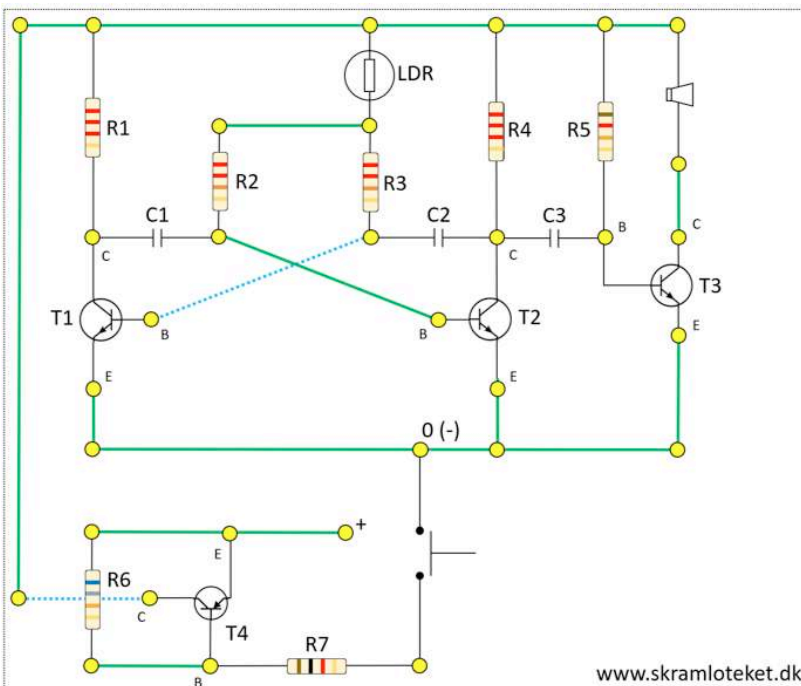 LDR
R1
R4
R5
R2
R3
C1
C2
C3
B
C
C
C
T1
T2
T3
B
B
E
E
E
0 (-)
+
E
R6
C
T4
R7
B
www.skramloteket.dk